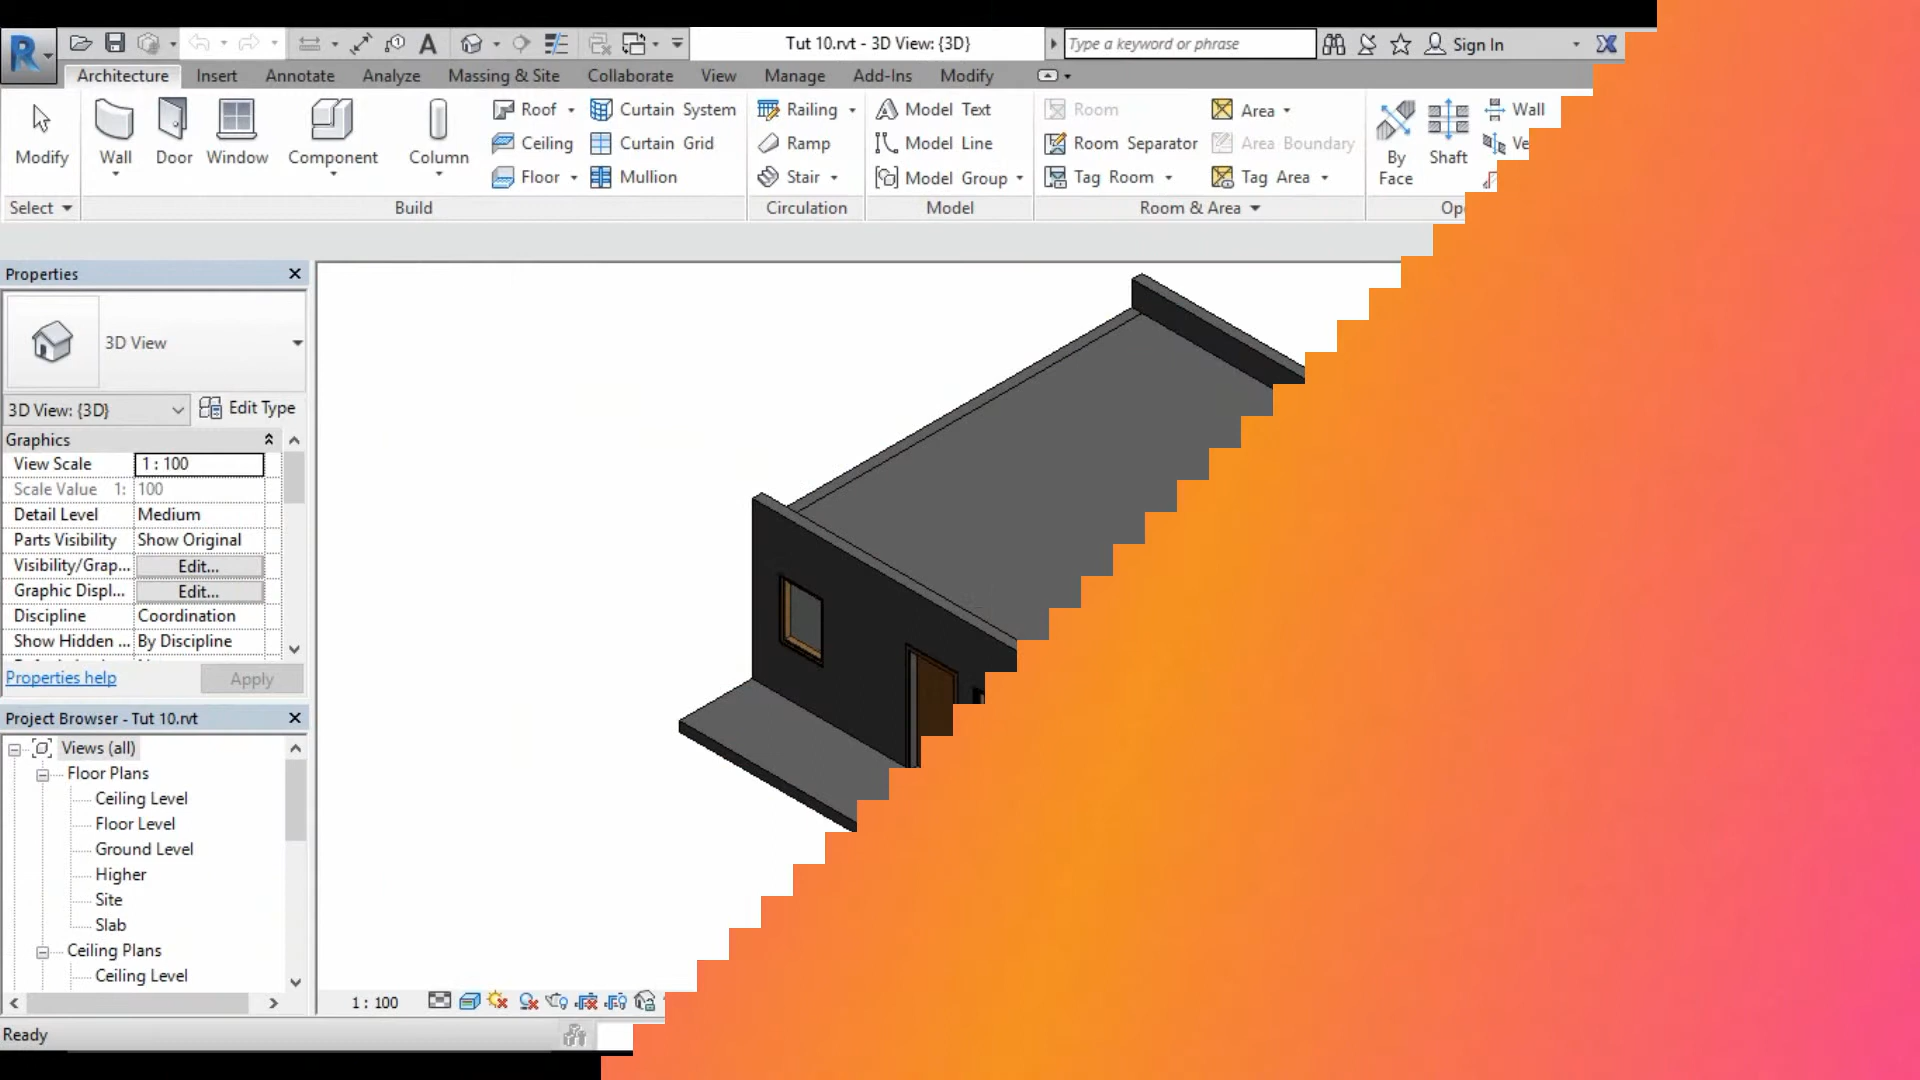 Tut 10.rvt - 3D View: {3D}
Type a keyword or phrase
Sign In
Architecture Insert Annotate Analyze Massing & Site Collaborate View Manage Add-Ins Modify
Modify
Wall
Door
Window
Component
Column
Roof
Ceiling
Floor
Curtain System
Curtain Grid
Mullion
Railing
Ramp
Stair
Model Text
Model Line
Model Group
Room
Room Separator
Tag Room
Area
Area Boundary
Tag Area
By
Face
Shaft
Wall
Ve
Select
Build
Circulation
Model
Room & Area
Op
Properties
3D View
3D View: {3D}
Edit Type
Graphics
View Scale 1 : 100
Scale Value 1: 100
Detail Level Medium
Parts Visibility Show Original
Visibility/Grap... Edit...
Graphic Displ... Edit...
Discipline Coordination
Show Hidden ... By Discipline
Properties help
Apply
Project Browser - Tut 10.rvt
Views (all)
Floor Plans
Ceiling Level
Floor Level
Ground Level
Higher
Site
Slab
Ceiling Plans
Ceiling Level
1 : 100
Ready